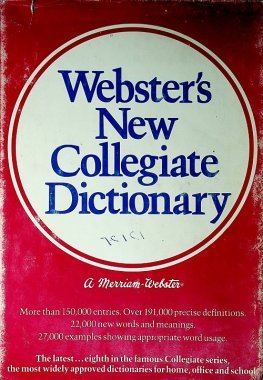 Webster's
New
Collegiate
Dictionary
a Merriam-Webster®
More than 150,000 entries. Over 191,000 precise definitions.
22,000 new words and meanings.
27,000 examples showing appropriate word usage.
The latest...eighth in the famous Collegiate series,
the most widely approved dictionaries for home, office and school